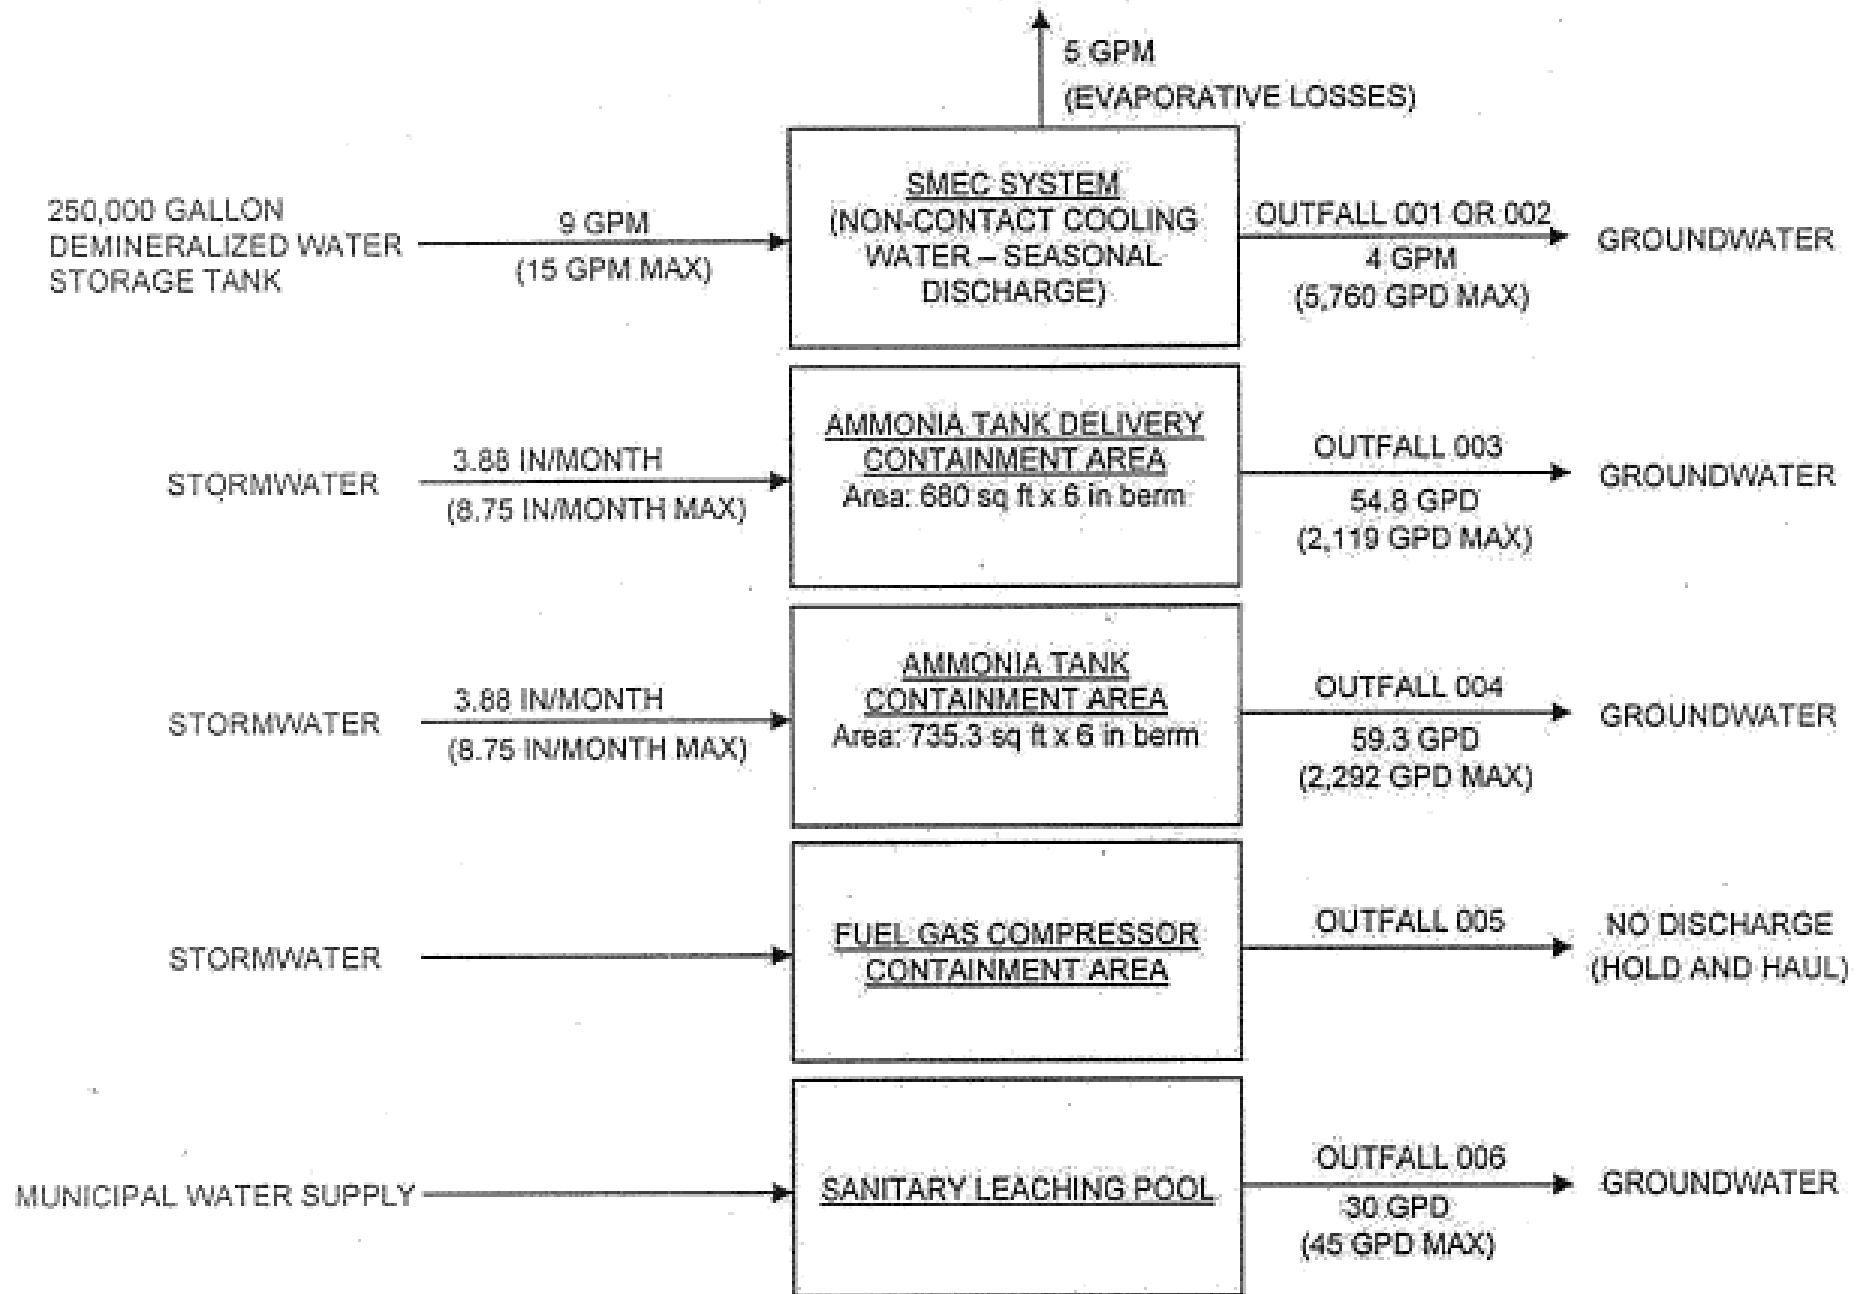 5 GPM
(EVAPORATIVE LOSSES)
250,000 GALLON
DEMINERALIZED WATER
STORAGE TANK
9 GPM
(15 GPM MAX)
SMEC SYSTEM
(NON-CONTACT COOLING
WATER – SEASONAL
DISCHARGE)
OUTFALL 001 OR 002
4 GPM
(5,760 GPD MAX)
GROUNDWATER
STORMWATER
3.88 IN/MONTH
(8.75 IN/MONTH MAX)
AMMONIA TANK DELIVERY
CONTAINMENT AREA
Area: 680 sq ft x 6 in berm
OUTFALL 003
54.8 GPD
(2,119 GPD MAX)
GROUNDWATER
STORMWATER
3.88 IN/MONTH
(8.75 IN/MONTH MAX)
AMMONIA TANK
CONTAINMENT AREA
Area: 735.3 sq ft x 6 in berm
OUTFALL 004
59.3 GPD
(2,292 GPD MAX)
GROUNDWATER
STORMWATER
FUEL GAS COMPRESSOR
CONTAINMENT AREA
OUTFALL 005
NO DISCHARGE
(HOLD AND HAUL)
MUNICIPAL WATER SUPPLY
SANITARY LEACHING POOL
OUTFALL 006
30 GPD
(45 GPD MAX)
GROUNDWATER